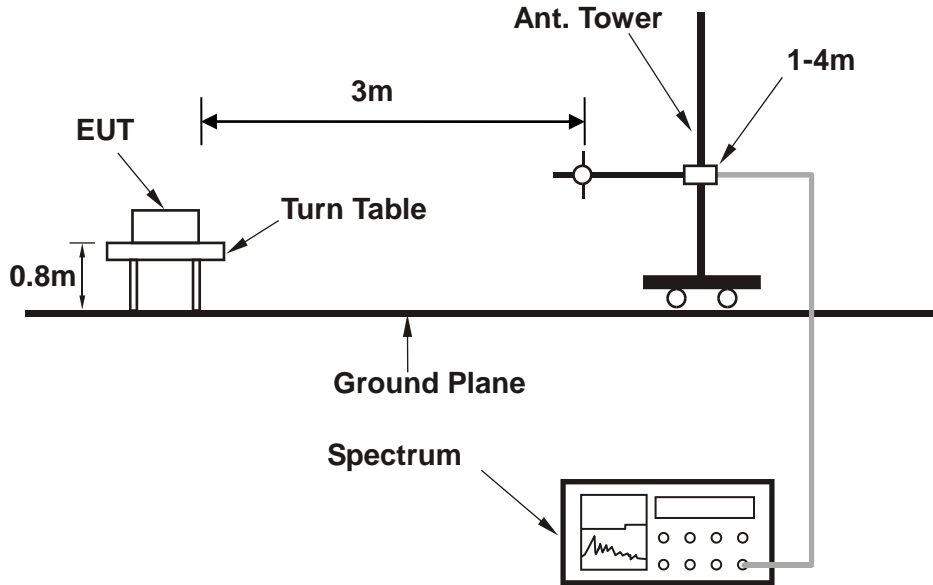 Ant. Tower
1-4m
3m
EUT
Turn Table
0.8m
Ground Plane
Spectrum